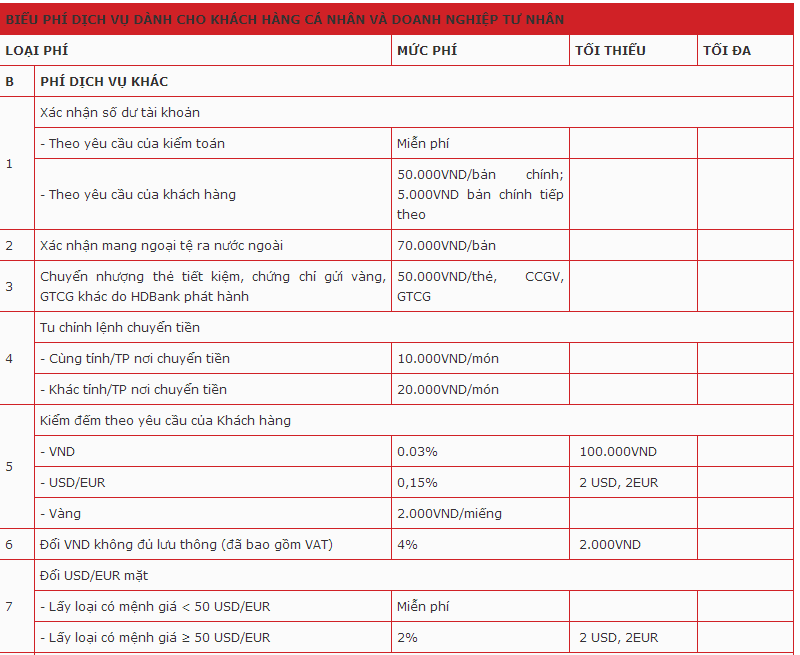 BIỂU PHÍ DỊCH VỤ DÀNH CHO KHÁCH HÀNG CÁ NHÂN VÀ DOANH NGHIỆP TƯ NHÂN
LOẠI PHÍ MỨC PHÍ TỐI THIỂU TỐI ĐA
B PHÍ DỊCH VỤ KHÁC
1 Xác nhận số dư tài khoản
- Theo yêu cầu của kiểm toán Miễn phí
- Theo yêu cầu của khách hàng 50.000VND/bản chính;
5.000VND bản chính tiếp
theo
2 Xác nhận mang ngoại tệ ra nước ngoài 70.000VND/bản
3 Chuyển nhượng thẻ tiết kiệm, chứng chỉ gửi vàng, 50.000VND/thẻ, CCGV,
GTCG khác do HDBank phát hành GTCG
4 Tu chỉnh lệnh chuyển tiền
- Cùng tỉnh/TP nơi chuyển tiền 10.000VND/món
- Khác tỉnh/TP nơi chuyển tiền 20.000VND/món
5 Kiểm đếm theo yêu cầu của Khách hàng
- VND 0.03% 100.000VND
- USD/EUR 0,15% 2 USD, 2EUR
- Vàng 2.000VND/miếng
6 Đổi VND không đủ lưu thông (đã bao gồm VAT) 4% 2.000VND
7 Đổi USD/EUR mặt
- Lấy loại có mệnh giá < 50 USD/EUR Miễn phí
- Lấy loại có mệnh giá ≥ 50 USD/EUR 2% 2 USD, 2EUR